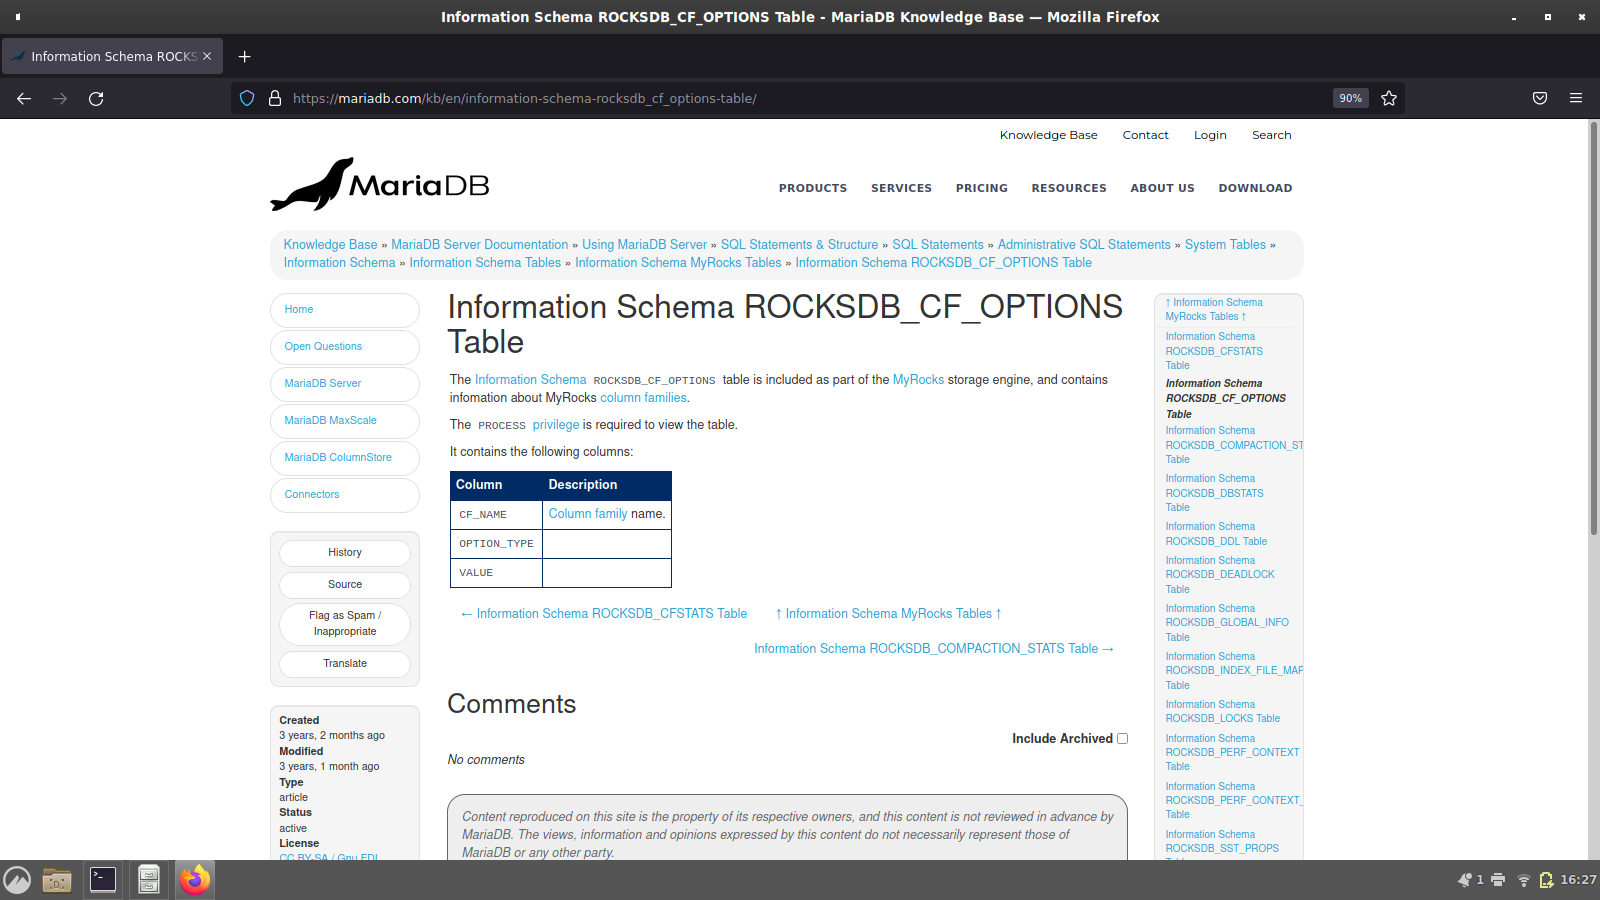 Information Schema ROCKSDB_CF_OPTIONS Table - MariaDB Knowledge Base — Mozilla Firefox
Information Schema ROCKS
https://mariadb.com/kb/en/information-schema-rocksdb_cf_options-table/
90%
Knowledge Base
Contact
Login
Search
MariaDB
PRODUCTS
SERVICES
PRICING
RESOURCES
ABOUT US
DOWNLOAD
Knowledge Base » MariaDB Server Documentation » Using MariaDB Server » SQL Statements & Structure » SQL Statements » Administrative SQL Statements » System Tables »
Information Schema » Information Schema Tables » Information Schema MyRocks Tables » Information Schema ROCKSDB_CF_OPTIONS Table
Home
Open Questions
MariaDB Server
MariaDB MaxScale
MariaDB ColumnStore
Connectors
History
Source
Flag as Spam /
Inappropriate
Translate
Created
3 years, 2 months ago
Modified
3 years, 1 month ago
Type
article
Status
active
License
CC BY-SA / Gnu FDL
Information Schema ROCKSDB_CF_OPTIONS
Table
The Information Schema ROCKSDB_CF_OPTIONS table is included as part of the MyRocks storage engine, and contains
infomation about MyRocks column families.
The PROCESS privilege is required to view the table.
It contains the following columns:
Column Description
CF_NAME Column family name.
OPTION_TYPE
VALUE
← Information Schema ROCKSDB_CFSTATS Table
↑ Information Schema MyRocks Tables ↑
Information Schema ROCKSDB_COMPACTION_STATS Table →
Comments
Include Archived
No comments
Content reproduced on this site is the property of its respective owners, and this content is not reviewed in advance by
MariaDB. The views, information and opinions expressed by this content do not necessarily represent those of
MariaDB or any other party.
↑ Information Schema
MyRocks Tables ↑
Information Schema
ROCKSDB_CFSTATS
Table
Information Schema
ROCKSDB_CF_OPTIONS
Table
Information Schema
ROCKSDB_COMPACTION_ST
Table
Information Schema
ROCKSDB_DBSTATS
Table
Information Schema
ROCKSDB_DDL Table
Information Schema
ROCKSDB_DEADLOCK
Table
Information Schema
ROCKSDB_GLOBAL_INFO
Table
Information Schema
ROCKSDB_INDEX_FILE_MAP
Table
Information Schema
ROCKSDB_LOCKS Table
Information Schema
ROCKSDB_PERF_CONTEXT
Table
Information Schema
ROCKSDB_PERF_CONTEXT_
Table
Information Schema
ROCKSDB_SST_PROPS
1
16:27